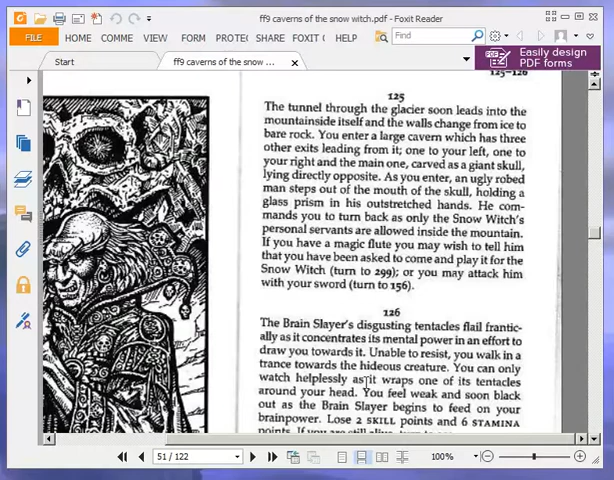 ff9 caverns of the snow witch.pdf - Foxit Reader
FILE HOME COMME VIEW FORM PROTE SHARE FOXIT C HELP Find
Start ff9 caverns of the snow ... Easily design
PDF forms
125-126
125
The tunnel through the glacier soon leads into the
mountainside itself and the walls change from ice to
bare rock. You enter a large cavern which has three
other exits leading from it; one to your left, one to
your right and the main one, carved as a giant skull,
lying directly opposite. As you enter, an ugly robed
man steps out of the mouth of the skull, holding a
glass prism in his outstretched hands. He com-
mands you to turn back as only the Snow Witch's
personal servants are allowed inside the mountain.
If you have a magic flute you may wish to tell him
that you have been asked to come and play it for the
Snow Witch (turn to 299); or you may attack him
with your sword (turn to 156).
126
The Brain Slayer's disgusting tentacles flail frantic-
ally as it concentrates its mental power in an effort to
draw you towards it. Unable to resist, you walk in a
trance towards the hideous creature. You can only
watch helplessly as it wraps one of its tentacles
around your head. You feel weak and soon black
out as the Brain Slayer begins to feed on your
brainpower. Lose 2 SKILL points and 6 STAMINA
points. If you are still alive, turn to
51 / 122 100%